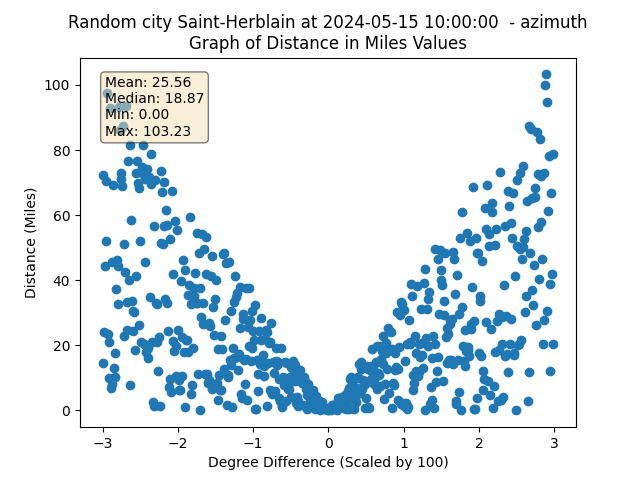 Random city Saint-Herblain at 2024-05-15 10:00:00  - azimuth
Graph of Distance in Miles Values
Mean: 25.56
Median: 18.87
Min: 0.00
Max: 103.23
100
80
60
40
20
0
Distance (Miles)
−3 −2 −1 0 1 2 3
Degree Difference (Scaled by 100)